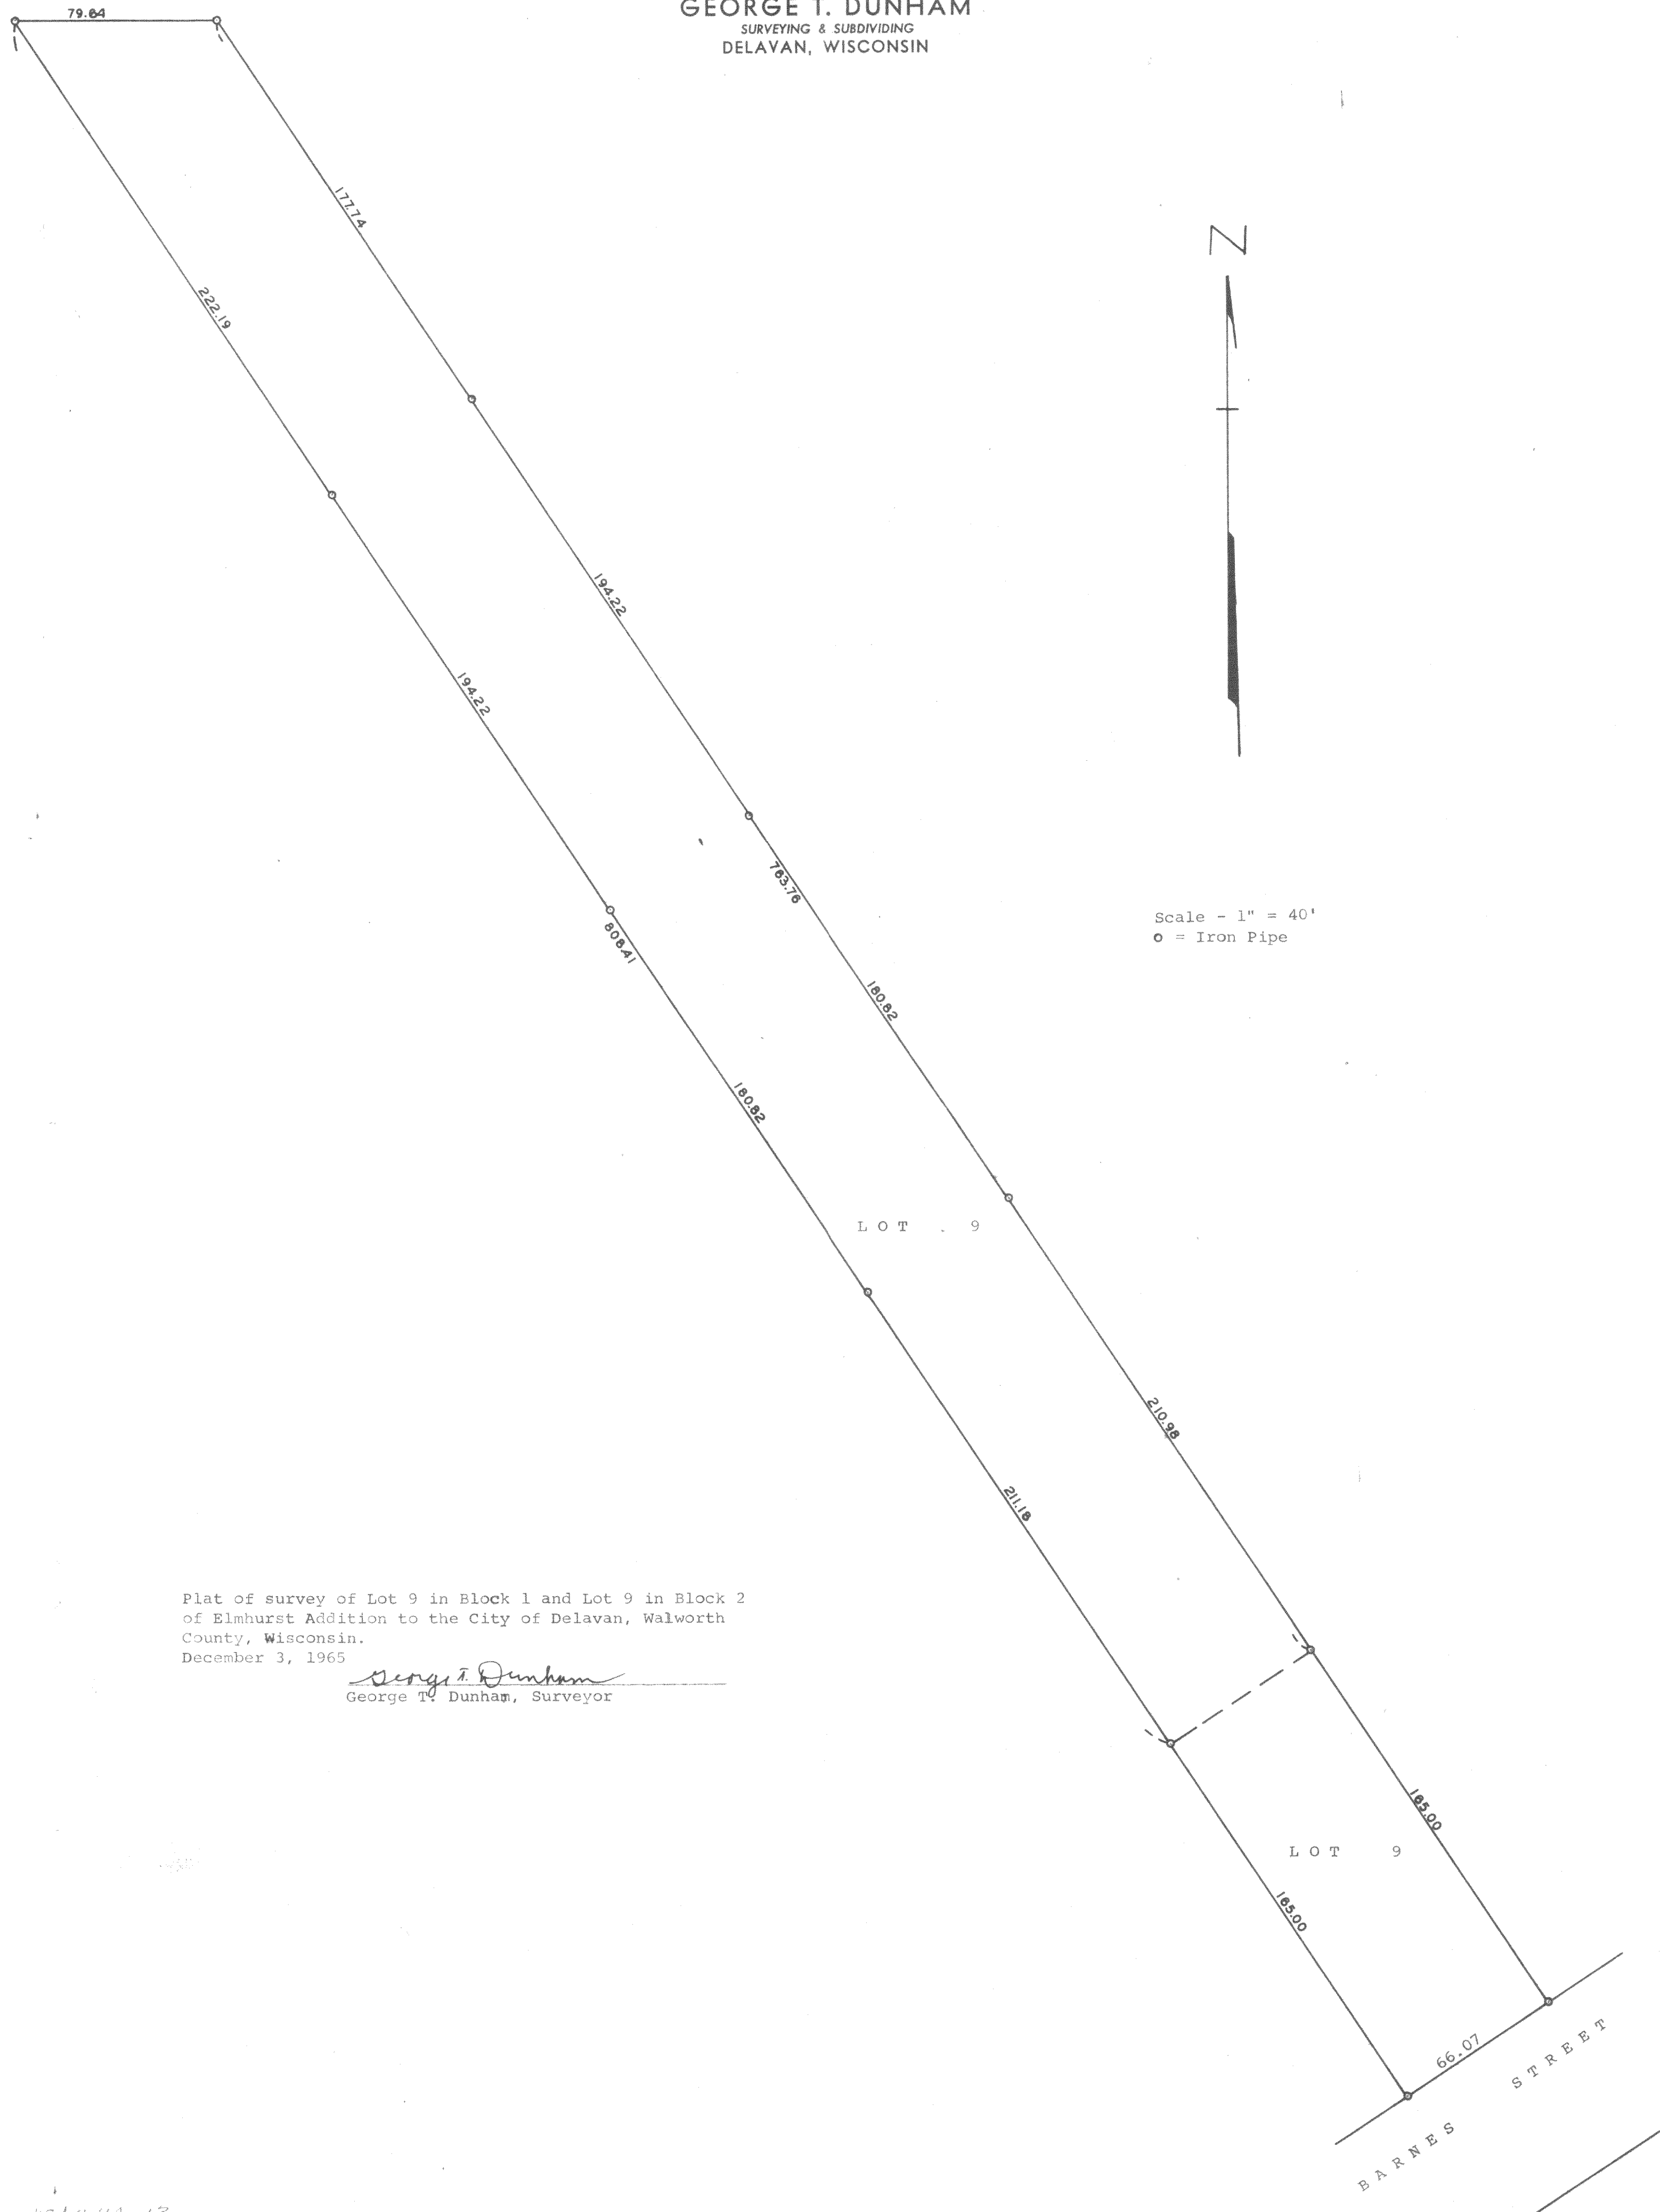 GEORGE T. DUNHAM
SURVEYING & SUBDIVIDING
DELAVAN, WISCONSIN
79.64
177.74
N
222.19
194.22
194.22
763.76
Scale - 1" = 40'
o = Iron Pipe
808.41
180.82
180.82
LOT 9
210.98
211.18
Plat of survey of Lot 9 in Block 1 and Lot 9 in Block 2
of Elmhurst Addition to the City of Delavan, Walworth
County, Wisconsin.
December 3, 1965
George T. Dunham
George T. Dunham, Surveyor
165.00
LOT 9
165.00
66.07
BARNES STREET